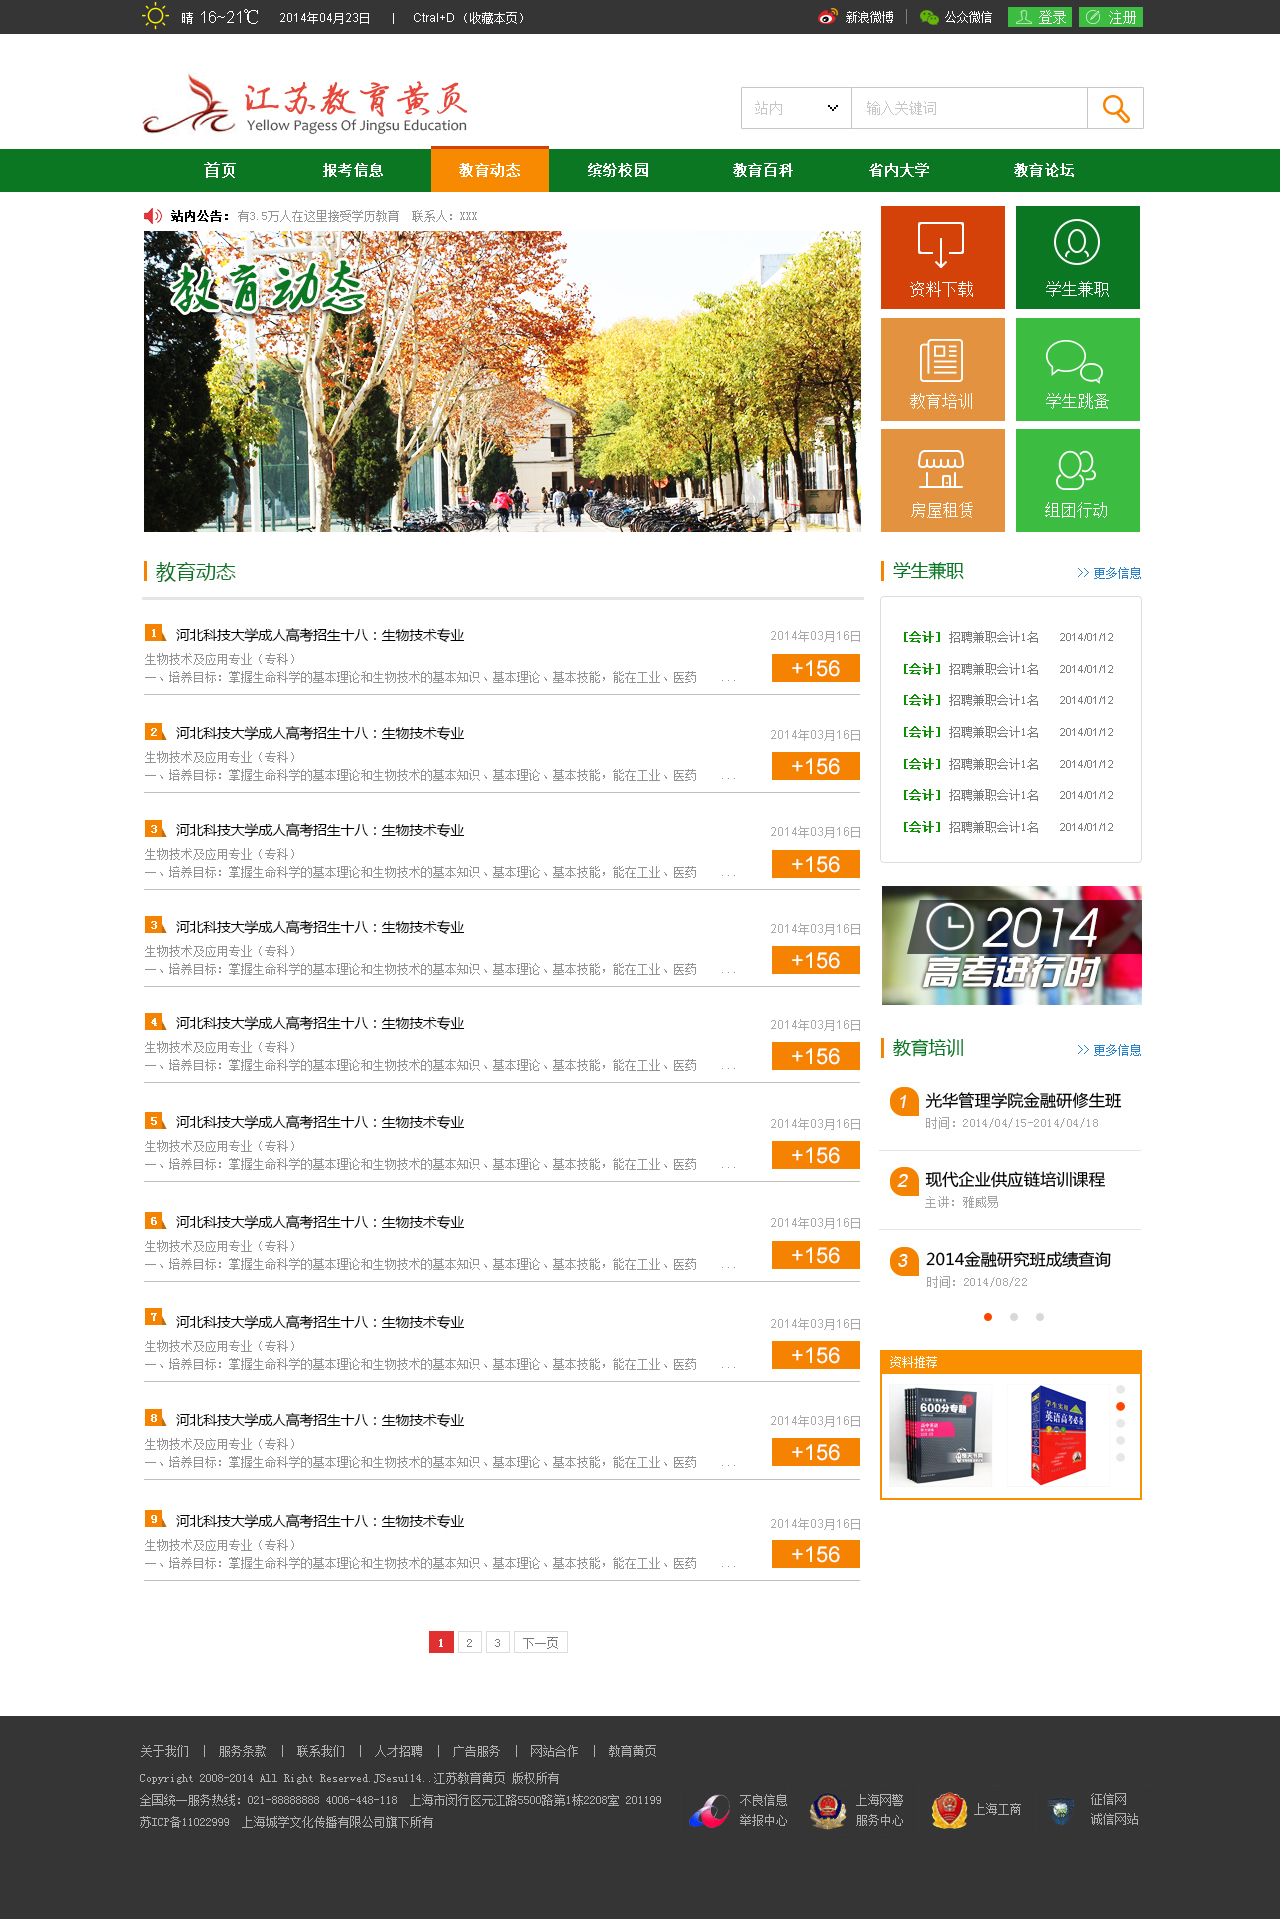 晴 16~21℃ 2014年04月23日 | Ctral+D（收藏本页）
新浪微博 | 公众微信 登录 注册
江苏教育黄页
Yellow Pagess Of Jingsu Education
站内 输入关键词
首页 报考信息 教育动态 缤纷校园 教育百科 省内大学 教育论坛
站内公告：有3.5万人在这里接受学历教育 联系人：XXX
教育动态
资料下载 学生兼职
教育培训 学生跳蚤
房屋租赁 组团行动
教育动态
1 河北科技大学成人高考招生十八：生物技术专业 2014年03月16日
生物技术及应用专业（专科）
一、培养目标：掌握生命科学的基本理论和生物技术的基本知识、基本理论、基本技能，能在工业、医药 ...
+156
2 河北科技大学成人高考招生十八：生物技术专业 2014年03月16日
生物技术及应用专业（专科）
一、培养目标：掌握生命科学的基本理论和生物技术的基本知识、基本理论、基本技能，能在工业、医药 ...
+156
3 河北科技大学成人高考招生十八：生物技术专业 2014年03月16日
生物技术及应用专业（专科）
一、培养目标：掌握生命科学的基本理论和生物技术的基本知识、基本理论、基本技能，能在工业、医药 ...
+156
3 河北科技大学成人高考招生十八：生物技术专业 2014年03月16日
生物技术及应用专业（专科）
一、培养目标：掌握生命科学的基本理论和生物技术的基本知识、基本理论、基本技能，能在工业、医药 ...
+156
4 河北科技大学成人高考招生十八：生物技术专业 2014年03月16日
生物技术及应用专业（专科）
一、培养目标：掌握生命科学的基本理论和生物技术的基本知识、基本理论、基本技能，能在工业、医药 ...
+156
5 河北科技大学成人高考招生十八：生物技术专业 2014年03月16日
生物技术及应用专业（专科）
一、培养目标：掌握生命科学的基本理论和生物技术的基本知识、基本理论、基本技能，能在工业、医药 ...
+156
6 河北科技大学成人高考招生十八：生物技术专业 2014年03月16日
生物技术及应用专业（专科）
一、培养目标：掌握生命科学的基本理论和生物技术的基本知识、基本理论、基本技能，能在工业、医药 ...
+156
7 河北科技大学成人高考招生十八：生物技术专业 2014年03月16日
生物技术及应用专业（专科）
一、培养目标：掌握生命科学的基本理论和生物技术的基本知识、基本理论、基本技能，能在工业、医药 ...
+156
8 河北科技大学成人高考招生十八：生物技术专业 2014年03月16日
生物技术及应用专业（专科）
一、培养目标：掌握生命科学的基本理论和生物技术的基本知识、基本理论、基本技能，能在工业、医药 ...
+156
9 河北科技大学成人高考招生十八：生物技术专业 2014年03月16日
生物技术及应用专业（专科）
一、培养目标：掌握生命科学的基本理论和生物技术的基本知识、基本理论、基本技能，能在工业、医药 ...
+156
1 2 3 下一页
学生兼职 >> 更多信息
[会计] 招聘兼职会计1名 2014/01/12
[会计] 招聘兼职会计1名 2014/01/12
[会计] 招聘兼职会计1名 2014/01/12
[会计] 招聘兼职会计1名 2014/01/12
[会计] 招聘兼职会计1名 2014/01/12
[会计] 招聘兼职会计1名 2014/01/12
[会计] 招聘兼职会计1名 2014/01/12
2014
高考进行时
教育培训 >> 更多信息
1 光华管理学院金融研修生班
时间：2014/04/15-2014/04/18
2 现代企业供应链培训课程
主讲：雅威易
3 2014金融研究班成绩查询
时间：2014/08/22
资料推荐
600分专题
高中英语
学生实用
英语高考必备
关于我们 | 服务条款 | 联系我们 | 人才招聘 | 广告服务 | 网站合作 | 教育黄页
Copyright 2008-2014 All Right Reserved.JSesu114..江苏教育黄页 版权所有
全国统一服务热线：021-88888888 4006-448-118 上海市闵行区元江路5500路第1栋2208室 201199
苏ICP备11022999 上海城学文化传播有限公司旗下所有
不良信息
举报中心
上海网警
服务中心
上海工商
征信网
诚信网站